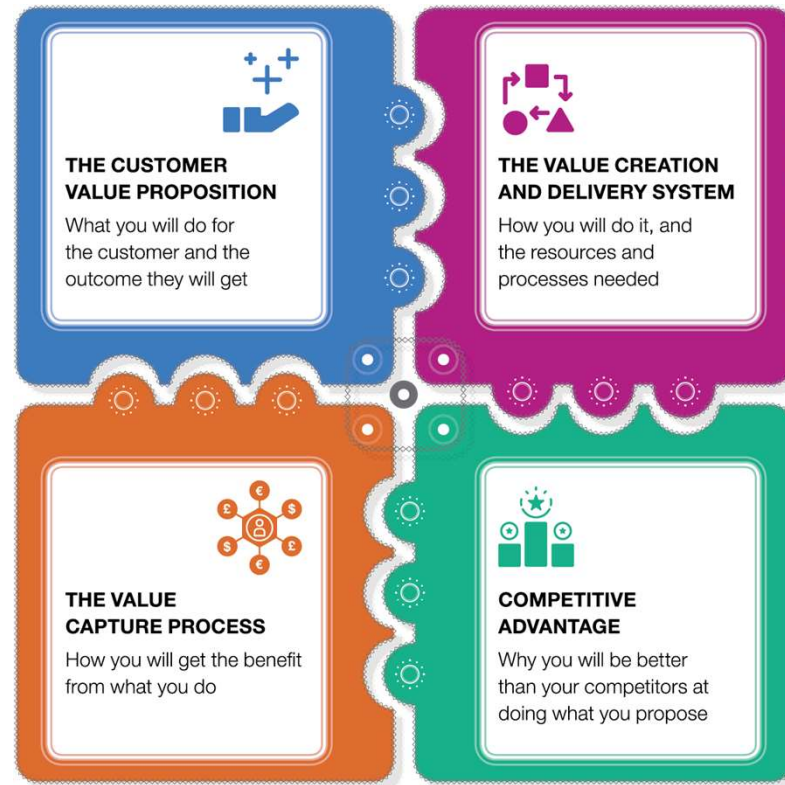 THE CUSTOMER
VALUE PROPOSITION
What you will do for
the customer and the
outcome they will get
THE VALUE CREATION
AND DELIVERY SYSTEM
How you will do it, and
the resources and
processes needed
€
£
$
$
£
€
THE VALUE
CAPTURE PROCESS
How you will get the benefit
from what you do
COMPETITIVE
ADVANTAGE
Why you will be better
than your competitors at
doing what you propose